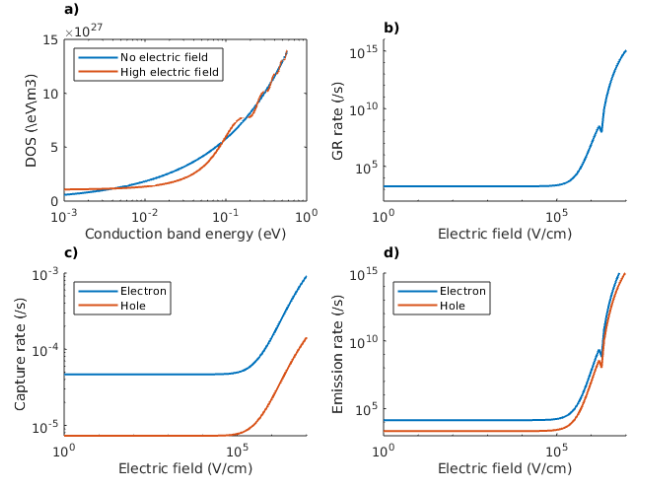 a)
×10^27
15
10
5
0
DOS (\eV\m3)
No electric field
High electric field
10^-3
10^-2
10^-1
10^0
Conduction band energy (eV)
b)
10^15
10^10
10^5
GR rate (/s)
10^0
10^5
Electric field (V/cm)
c)
10^-3
10^-4
10^-5
Capture rate (/s)
Electron
Hole
10^0
10^5
Electric field (V/cm)
d)
10^15
10^10
10^5
Emission rate (/s)
Electron
Hole
10^0
10^5
Electric field (V/cm)